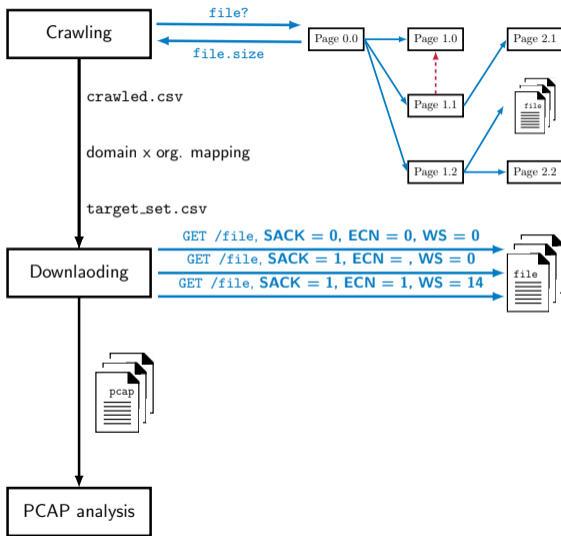 Crawling
file?
file.size
Page 0.0
Page 1.0
Page 2.1
Page 1.1
file
Page 1.2
Page 2.2
crawled.csv
domain x org. mapping
target_set.csv
Downlaoding
GET /file, SACK = 0, ECN = 0, WS = 0
GET /file, SACK = 1, ECN = , WS = 0
GET /file, SACK = 1, ECN = 1, WS = 14
file
pcap
PCAP analysis